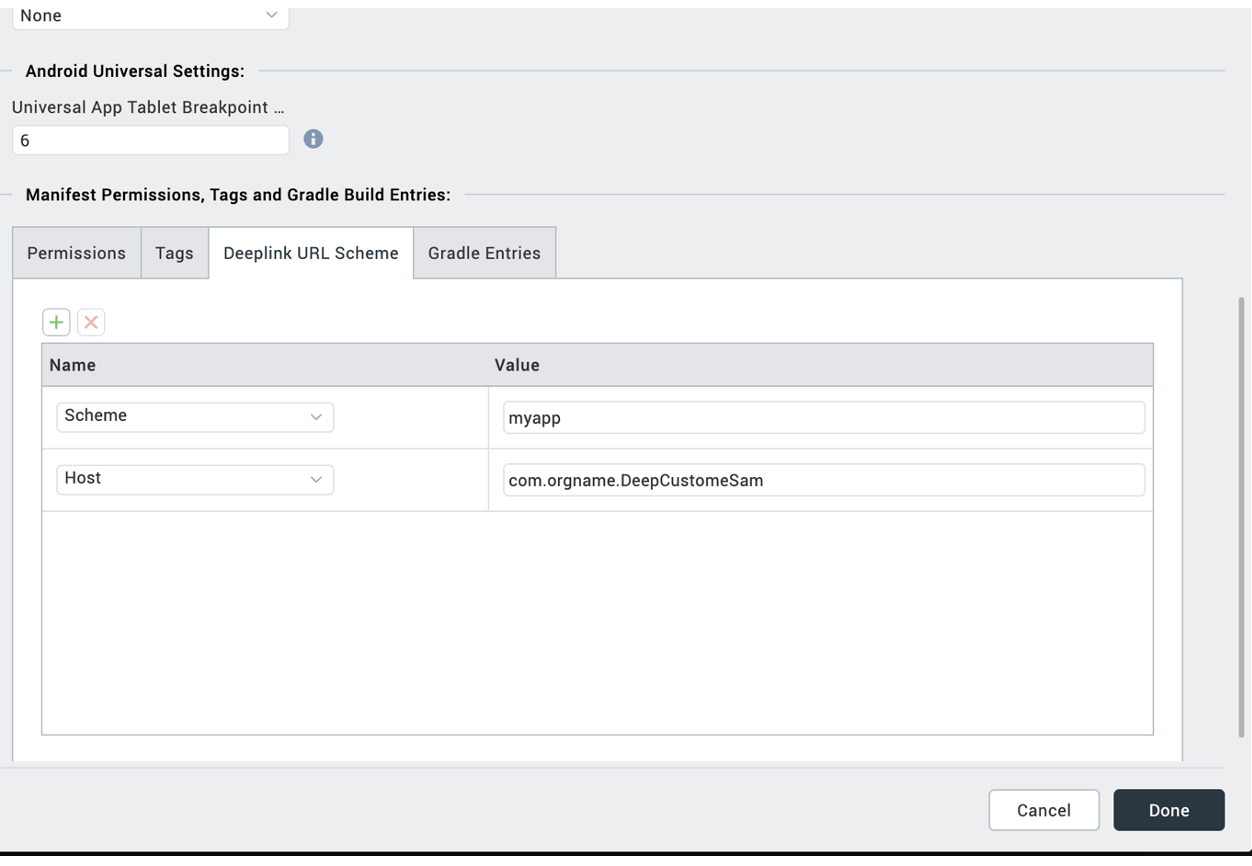 None
Android Universal Settings:
Universal App Tablet Breakpoint ...
6
Manifest Permissions, Tags and Gradle Build Entries:
Permissions Tags Deeplink URL Scheme Gradle Entries
Name Value
Scheme myapp
Host com.orgname.DeepCustomeSam
Cancel Done